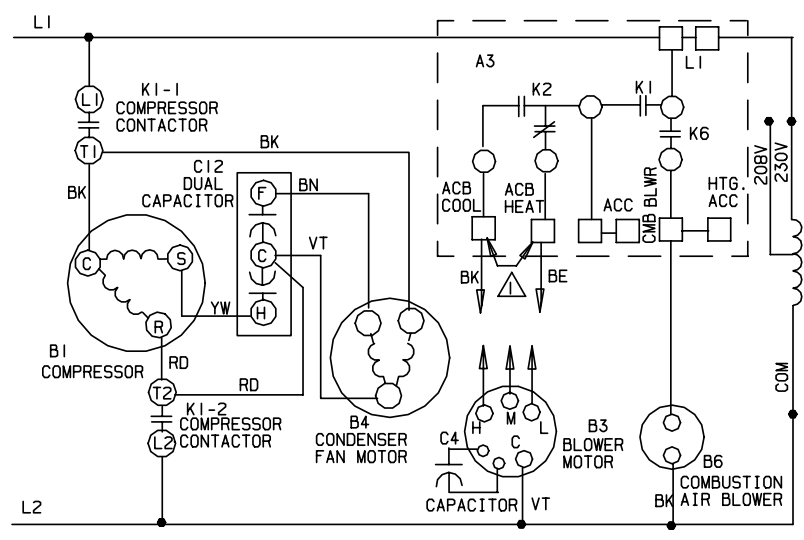 L1
A3
L1
L1
K1-1
COMPRESSOR
CONTACTOR
T1
BK
K2
K1
K6
208V
230V
C12
DUAL
CAPACITOR
F
BN
BK
ACB
COOL
ACB
HEAT
ACC
CMB BLWR
HTG.
ACC
C
S
C
VT
BK
1
BE
YW
H
R
B1
COMPRESSOR
RD
T2
RD
K1-2
COMPRESSOR
CONTACTOR
L2
B4
CONDENSER
FAN MOTOR
COM
H
M
L
C
C4
CAPACITOR
B3
BLOWER
MOTOR
VT
B6
COMBUSTION
AIR BLOWER
BK
L2